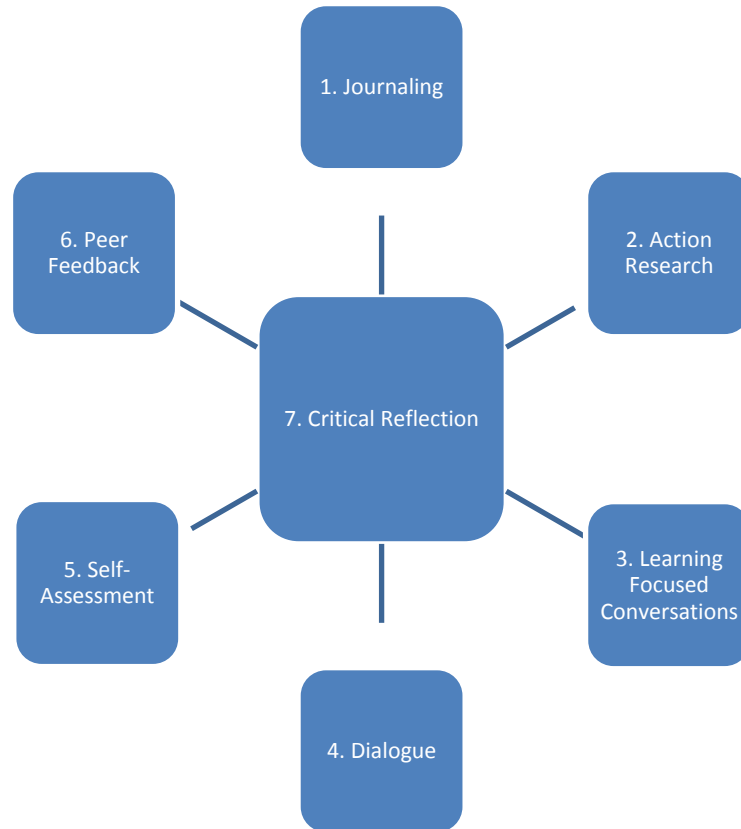 1. Journaling
2. Action
Research
3. Learning
Focused
Conversations
4. Dialogue
5. Self-
Assessment
6. Peer
Feedback
7. Critical Reflection